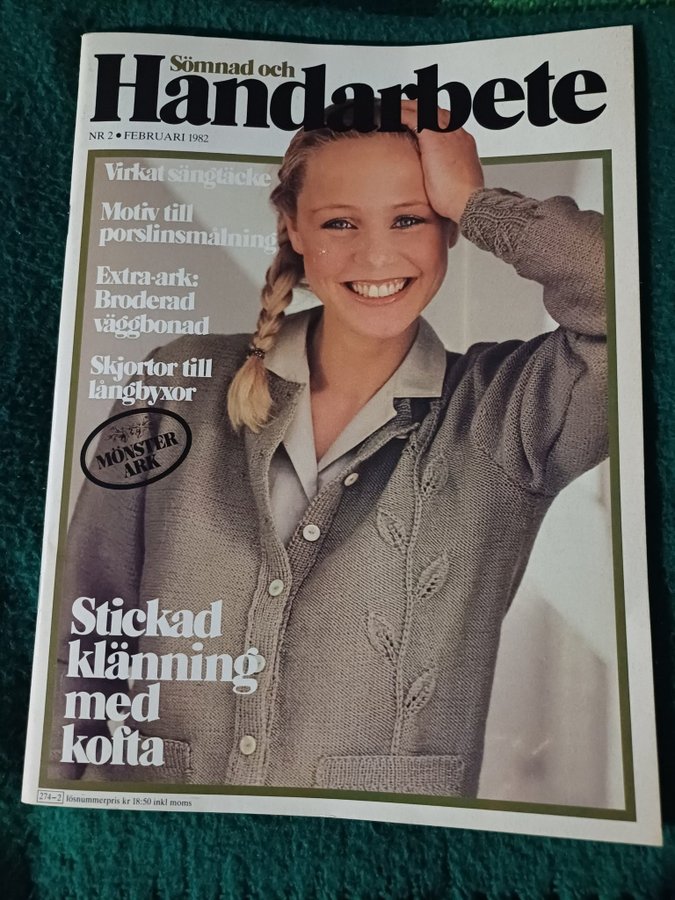 Sömnad och
Handarbete
NR 2 • FEBRUARI 1982
Virkat sängtäcke
Motiv till
porslinsmålning
Extra-ark:
Broderad
väggbonad
Skjortor till
långbyxor
MÖNSTER
ARK
Stickad
klänning
med
kofta
274-2 lösnummerpris kr 18:50 inkl moms